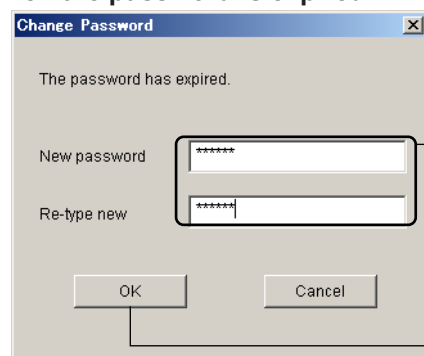 Change Password
The password has expired.
New password ******
Re-type new ******
OK Cancel